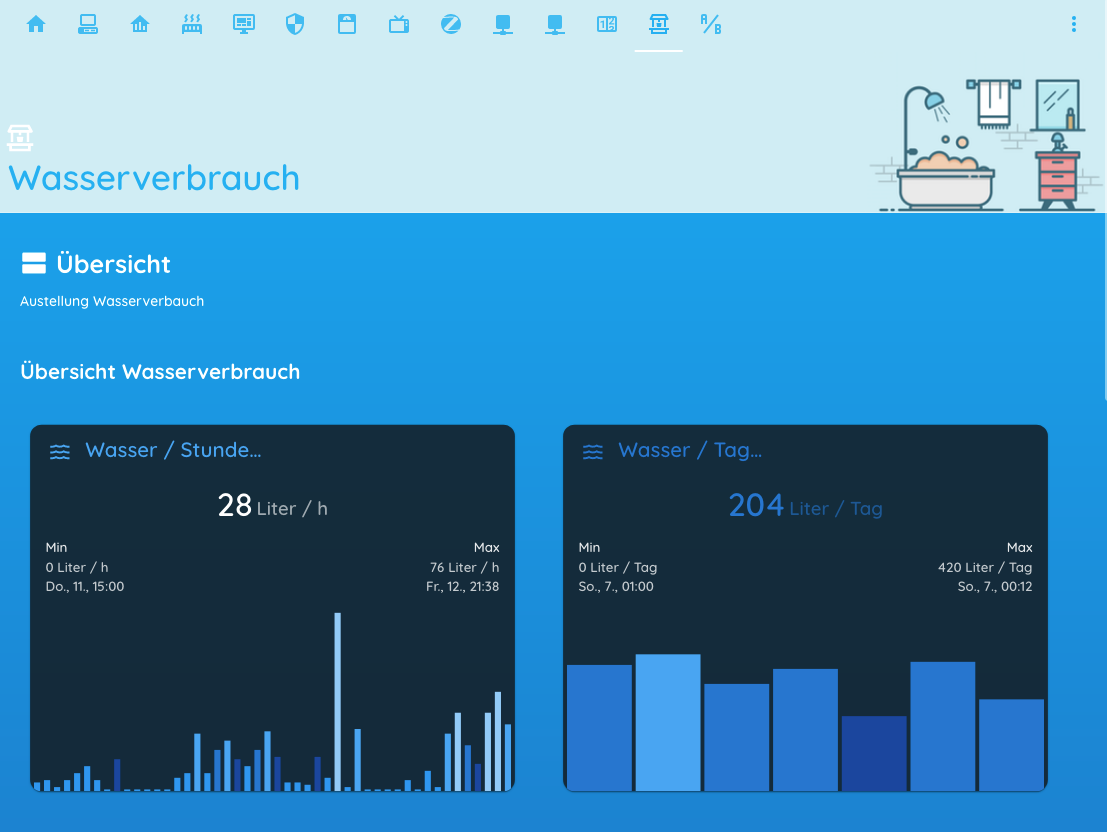 Wasserverbrauch
Übersicht
Austellung Wasserverbauch
Übersicht Wasserverbrauch
Wasser / Stunde...
28 Liter / h
Min
Max
0 Liter / h
76 Liter / h
Do., 11., 15:00
Fr., 12., 21:38
Wasser / Tag...
204 Liter / Tag
Min
Max
0 Liter / Tag
420 Liter / Tag
So., 7., 01:00
So., 7., 00:12